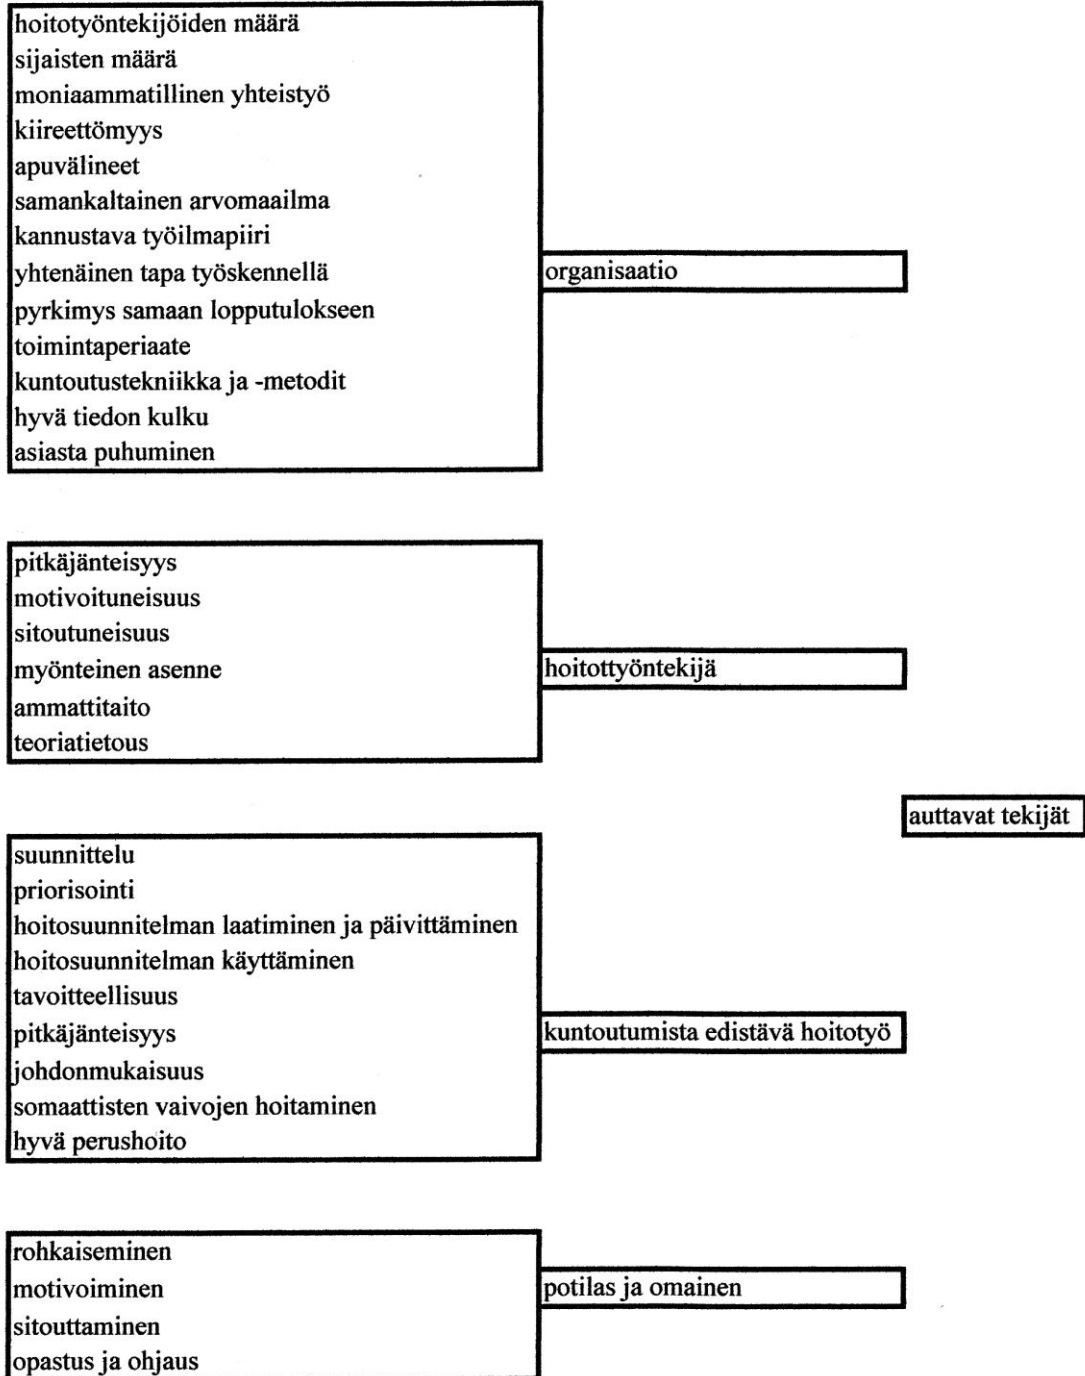 hoitotyöntekijöiden määrä
sijaisten määrä
moniaammatillinen yhteistyö
kiireettömyys
apuvälineet
samankaltainen arvomaailma
kannustava työilmapiiri
yhtenäinen tapa työskennellä
organisaatio
pyrkimys samaan lopputulokseen
toimintaperiaate
kuntoutustekniikka ja -metodit
hyvä tiedon kulku
asiasta puhuminen
pitkäjänteisyys
motivoituneisuus
sitoutuneisuus
myönteinen asenne
hoitottyöntekijä
ammattitaito
teoriatietous
auttavat tekijät
suunnittelu
priorisointi
hoitosuunnitelman laatiminen ja päivittäminen
hoitosuunnitelman käyttäminen
tavoitteellisuus
pitkäjänteisyys
kuntoutumista edistävä hoitotyö
johdonmukaisuus
somaattisten vaivojen hoitaminen
hyvä perushoito
rohkaiseminen
motivoiminen
potilas ja omainen
sitouttaminen
opastus ja ohjaus